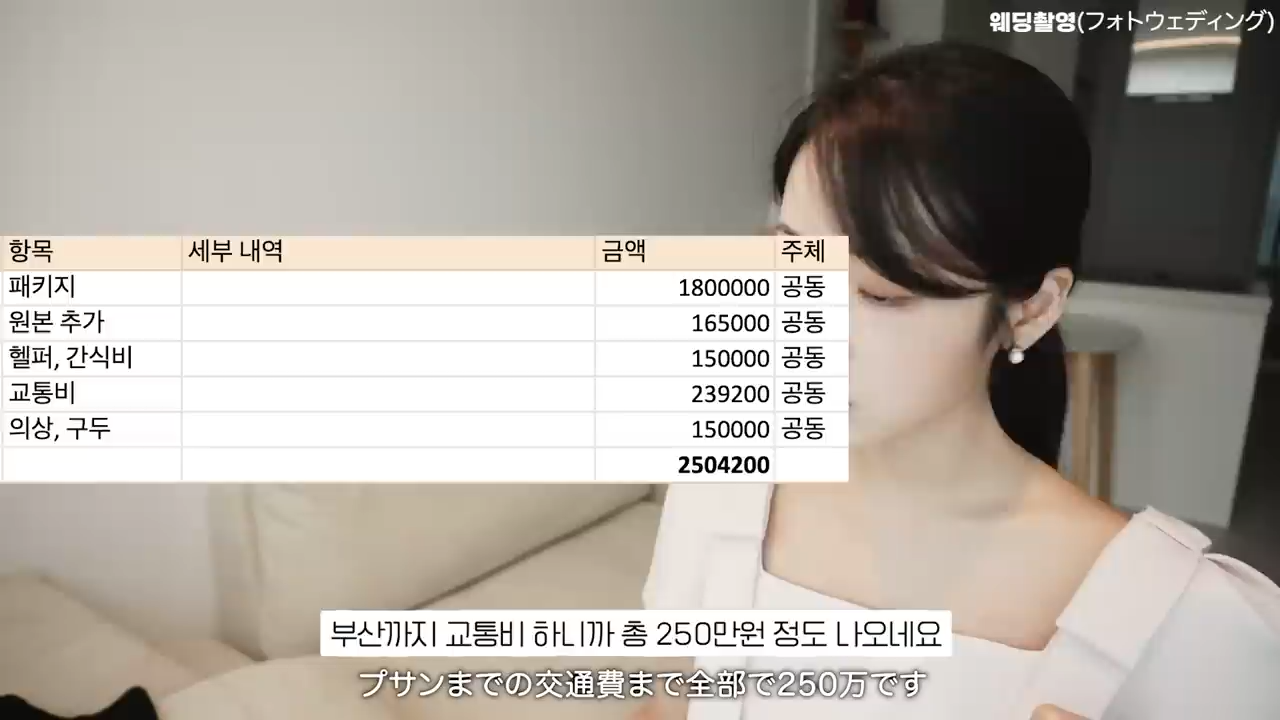 웨딩촬영(フォトウェディング)
항목 세부 내역 금액 주체
패키지 1800000 공동
원본 추가 165000 공동
헬퍼, 간식비 150000 공동
교통비 239200 공동
의상, 구두 150000 공동
2504200
부산까지 교통비 하니까 총 250만원 정도 나오네요
プサンまでの交通費まで全部で250万です